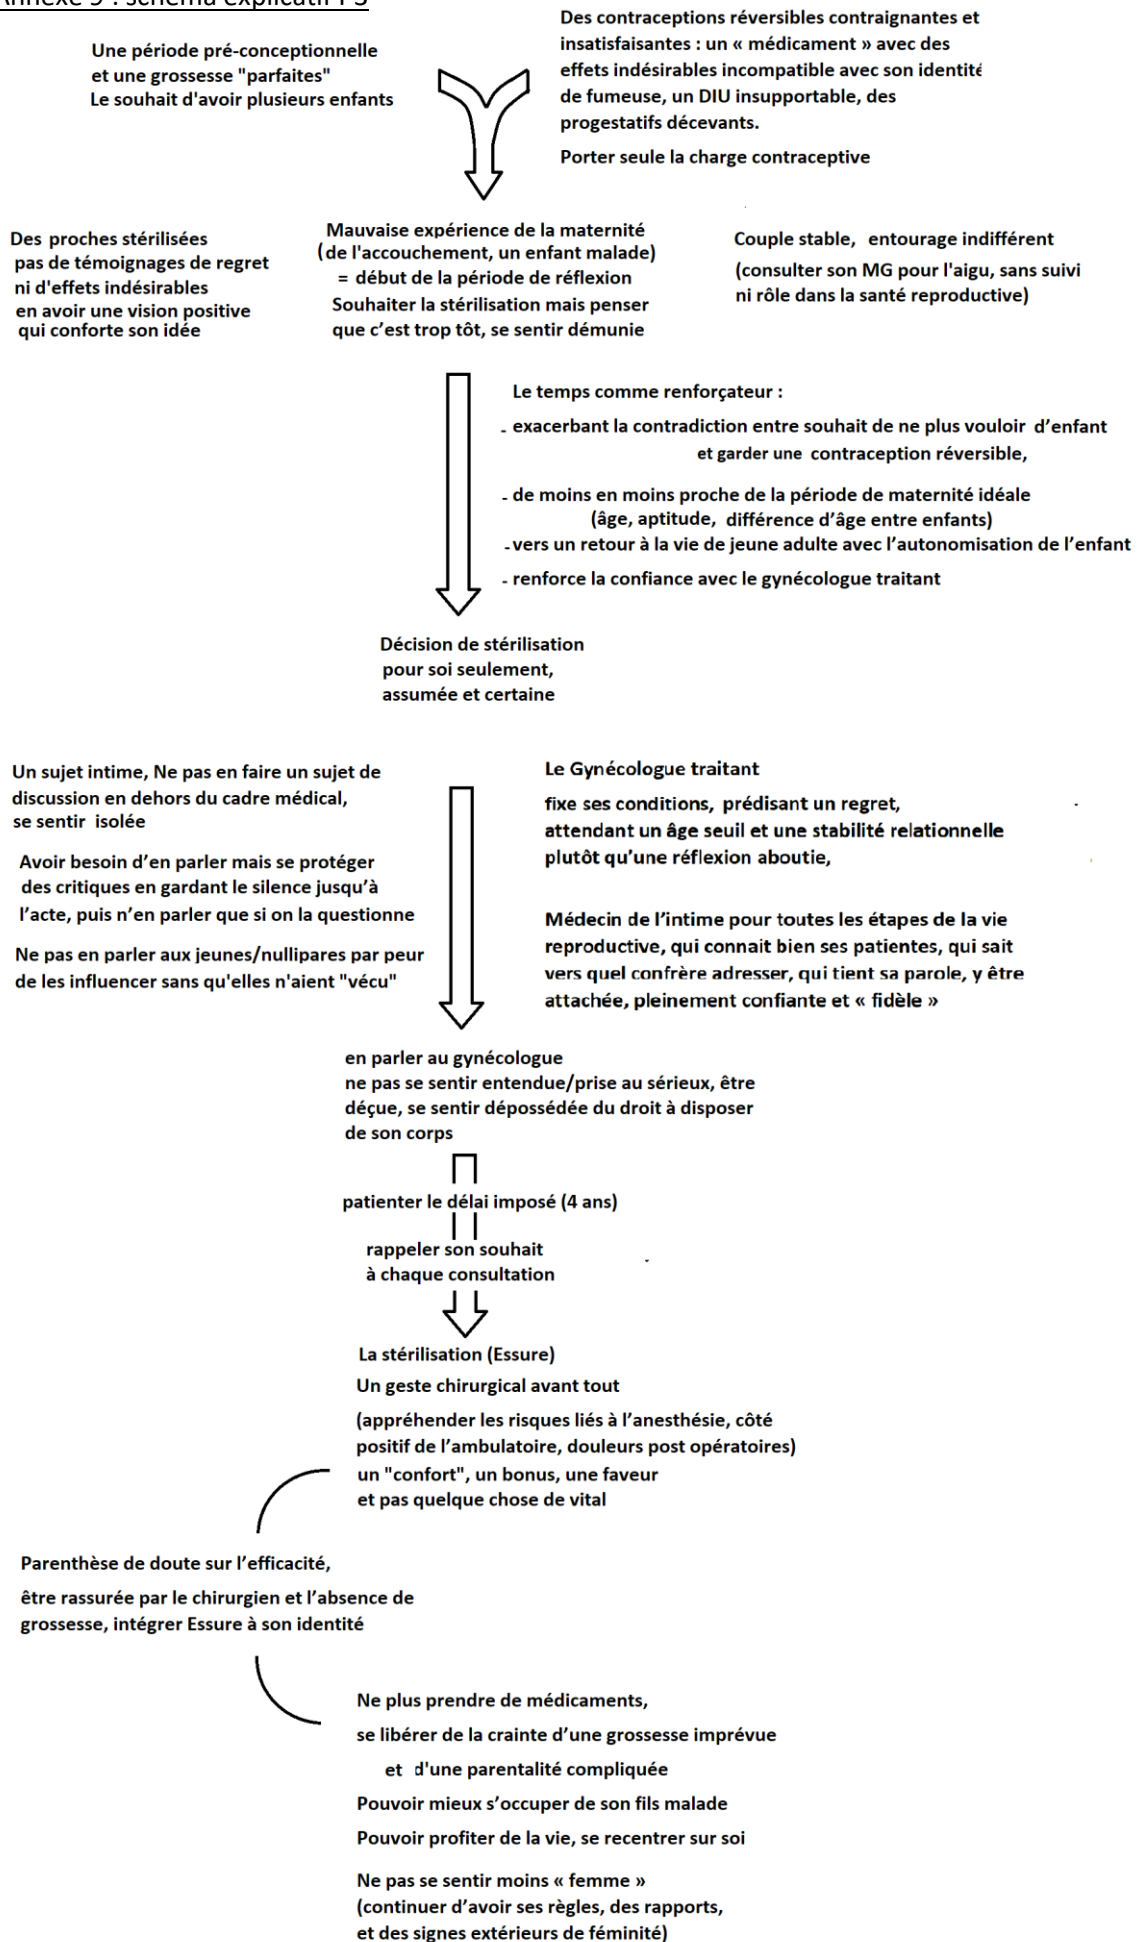 Annexe 9 : schéma explicatif P3
Une période pré-conceptionnelle
et une grossesse "parfaites"
Le souhait d'avoir plusieurs enfants
Des contraceptions réversibles contraignantes et
insatisfaisantes : un « médicament » avec des
effets indésirables incompatible avec son identité
de fumeuse, un DIU insupportable, des
progestatifs décevants.
Porter seule la charge contraceptive
Des proches stérilisées
pas de témoignages de regret
ni d'effets indésirables
en avoir une vision positive
qui conforte son idée
Mauvaise expérience de la maternité
(de l'accouchement, un enfant malade)
= début de la période de réflexion
Souhaiter la stérilisation mais penser
que c’est trop tôt, se sentir démunie
Couple stable, entourage indifférent
(consulter son MG pour l'aigu, sans suivi
ni rôle dans la santé reproductive)
Le temps comme renforçateur :
- exacerbant la contradiction entre souhait de ne plus vouloir d’enfant
et garder une contraception réversible,
- de moins en moins proche de la période de maternité idéale
(âge, aptitude, différence d’âge entre enfants)
- vers un retour à la vie de jeune adulte avec l’autonomisation de l’enfant
- renforce la confiance avec le gynécologue traitant
Décision de stérilisation
pour soi seulement,
assumée et certaine
Un sujet intime, Ne pas en faire un sujet de
discussion en dehors du cadre médical,
se sentir isolée
Avoir besoin d’en parler mais se protéger
des critiques en gardant le silence jusqu’à
l’acte, puis n’en parler que si on la questionne
Ne pas en parler aux jeunes/nullipares par peur
de les influencer sans qu'elles n'aient "vécu"
Le Gynécologue traitant
fixe ses conditions, prédisant un regret,
attendant un âge seuil et une stabilité relationnelle
plutôt qu’une réflexion aboutie,
Médecin de l’intime pour toutes les étapes de la vie
reproductive, qui connait bien ses patientes, qui sait
vers quel confrère adresser, qui tient sa parole, y être
attachée, pleinement confiante et « fidèle »
en parler au gynécologue
ne pas se sentir entendue/prise au sérieux, être
déçue, se sentir dépossédée du droit à disposer
de son corps
patienter le délai imposé (4 ans)
rappeler son souhait
à chaque consultation
La stérilisation (Essure)
Un geste chirurgical avant tout
(appréhender les risques liés à l’anesthésie, côté
positif de l’ambulatoire, douleurs post opératoires)
un "confort", un bonus, une faveur
et pas quelque chose de vital
Parenthèse de doute sur l’efficacité,
être rassurée par le chirurgien et l’absence de
grossesse, intégrer Essure à son identité
Ne plus prendre de médicaments,
se libérer de la crainte d’une grossesse imprévue
et d'une parentalité compliquée
Pouvoir mieux s’occuper de son fils malade
Pouvoir profiter de la vie, se recentrer sur soi
Ne pas se sentir moins « femme »
(continuer d’avoir ses règles, des rapports,
et des signes extérieurs de féminité)